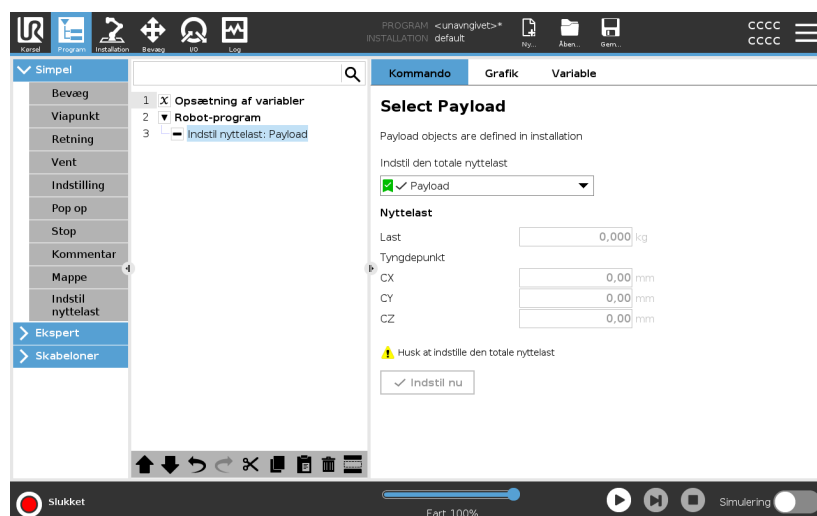 UR
PROGRAM <unavngivet>*
INSTALLATION default
Kørsel
Program
Installation
Bevæg
I/O
Log
Ny...
Åben...
Gem...
CCCC
CCCC
Simpel
Bevæg
Viapunkt
Retning
Vent
Indstilling
Pop op
Stop
Kommentar
Mappe
Indstil
nyttelast
Ekspert
Skabeloner
1 X Opsætning af variabler
2 ▼ Robot-program
3 Indstil nyttelast: Payload
Kommando Grafik Variable
Select Payload
Payload objects are defined in installation
Indstil den totale nyttelast
Payload
Nyttelast
Last 0,000 kg
Tyngdepunkt
CX 0,00 mm
CY 0,00 mm
CZ 0,00 mm
Husk at indstille den totale nyttelast
Indstil nu
Slukket
Fart 100%
Simulering